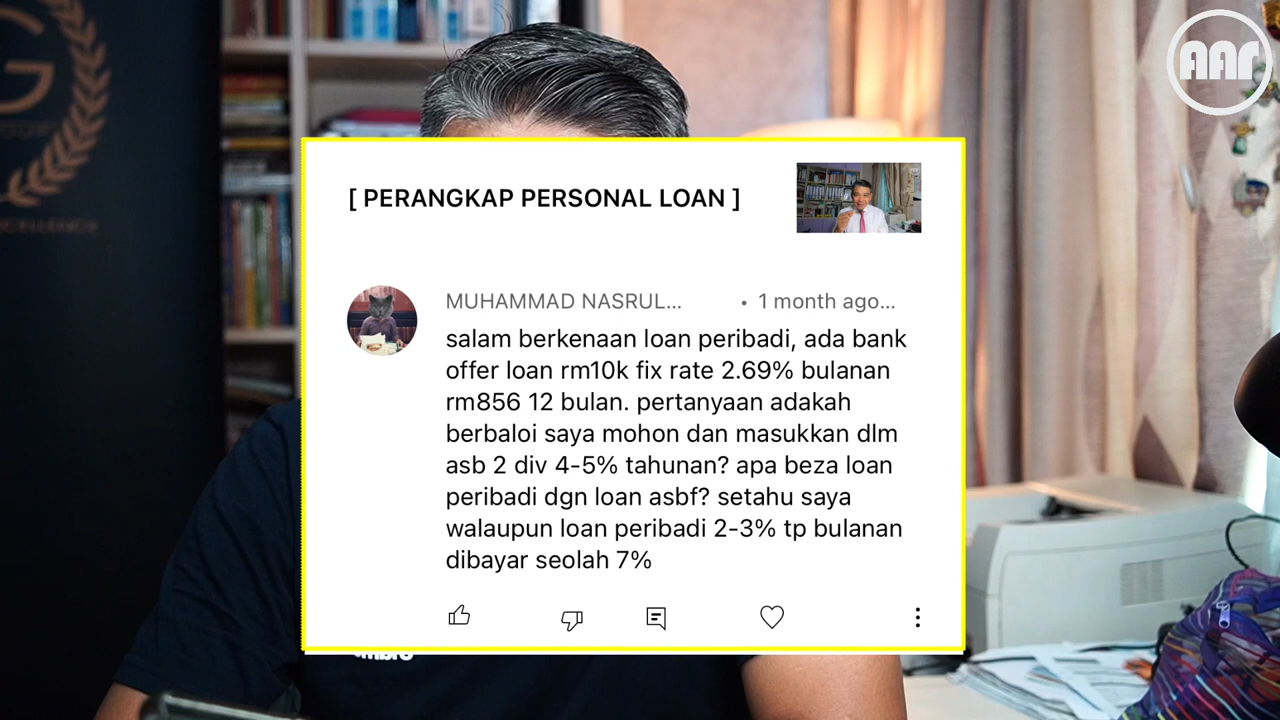 AAR
[ PERANGKAP PERSONAL LOAN ]
MUHAMMAD NASRUL... • 1 month ago...
salam berkenaan loan peribadi, ada bank
offer loan rm10k fix rate 2.69% bulanan
rm856 12 bulan. pertanyaan adakah
berbaloi saya mohon dan masukkan dlm
asb 2 div 4-5% tahunan? apa beza loan
peribadi dgn loan asbf? setahu saya
walaupun loan peribadi 2-3% tp bulanan
dibayar seolah 7%